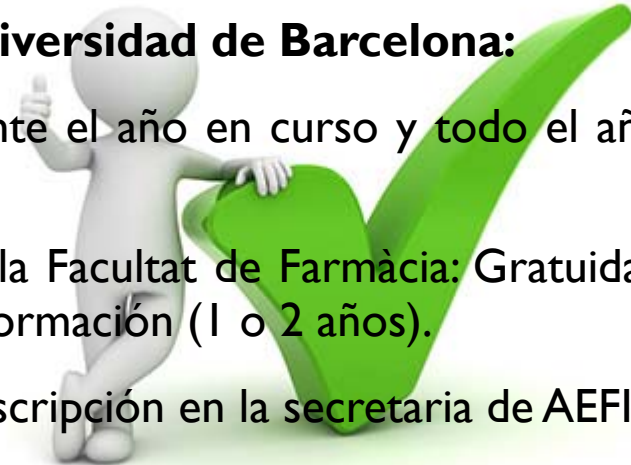 iversidad de Barcelona:
nte el año en curso y todo el añ
la Facultat de Farmàcia: Gratuida
ormación (1 o 2 años).
scripción en la secretaria de AEFI